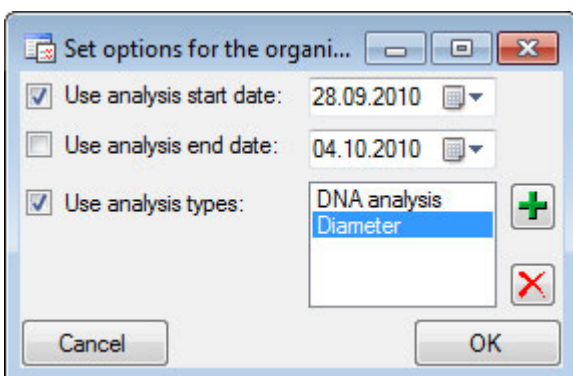 Set options for the organi...
Use analysis start date: 28.09.2010
Use analysis end date: 04.10.2010
Use analysis types: DNA analysis
Diameter
Cancel OK